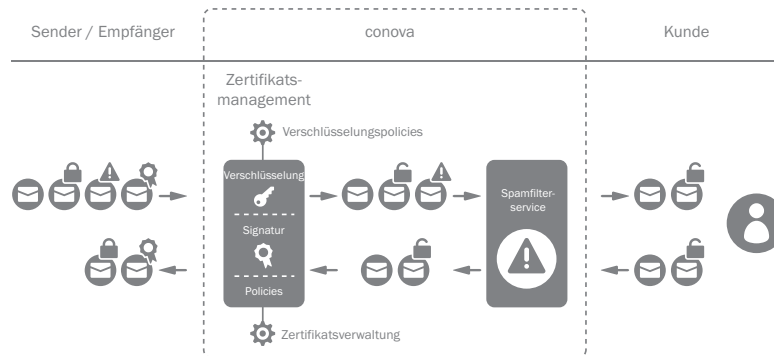 Sender / Empfänger
conova
Kunde
Zertifikats-
management
Verschlüsselungspolicies
Verschlüsselung
Signatur
Policies
Spamfilter-
service
Zertifikatsverwaltung